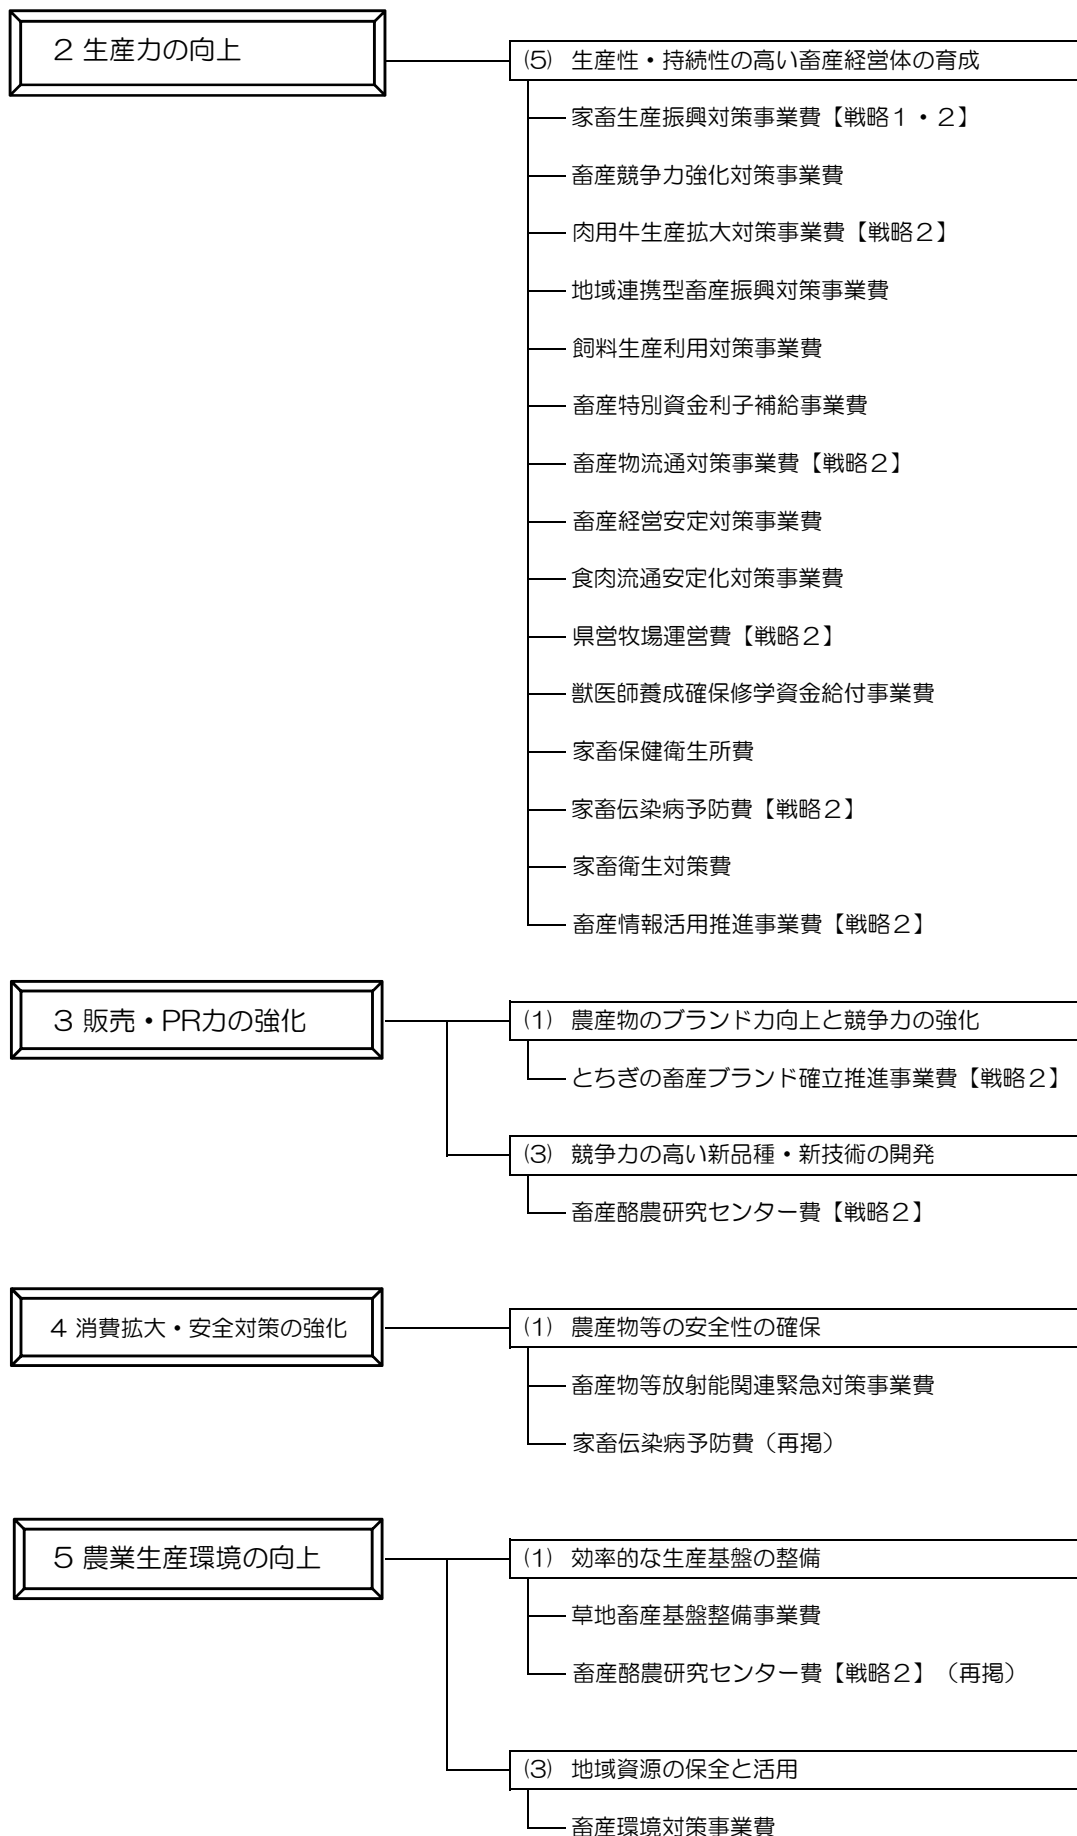 2 生産力の向上
(5) 生産性・持続性の高い畜産経営体の育成
家畜生産振興対策事業費【戦略1・2】
畜産競争力強化対策事業費
肉用牛生産拡大対策事業費【戦略2】
地域連携型畜産振興対策事業費
飼料生産利用対策事業費
畜産特別資金利子補給事業費
畜産物流通対策事業費【戦略2】
畜産経営安定対策事業費
食肉流通安定化対策事業費
県営牧場運営費【戦略2】
獣医師養成確保修学資金給付事業費
家畜保健衛生所費
家畜伝染病予防費【戦略2】
家畜衛生対策費
畜産情報活用推進事業費【戦略2】
3 販売・PR力の強化
(1) 農産物のブランド力向上と競争力の強化
とちぎの畜産ブランド確立推進事業費【戦略2】
(3) 競争力の高い新品種・新技術の開発
畜産酪農研究センター費【戦略2】
4 消費拡大・安全対策の強化
(1) 農産物等の安全性の確保
畜産物等放射能関連緊急対策事業費
家畜伝染病予防費（再掲）
5 農業生産環境の向上
(1) 効率的な生産基盤の整備
草地畜産基盤整備事業費
畜産酪農研究センター費【戦略2】（再掲）
(3) 地域資源の保全と活用
畜産環境対策事業費